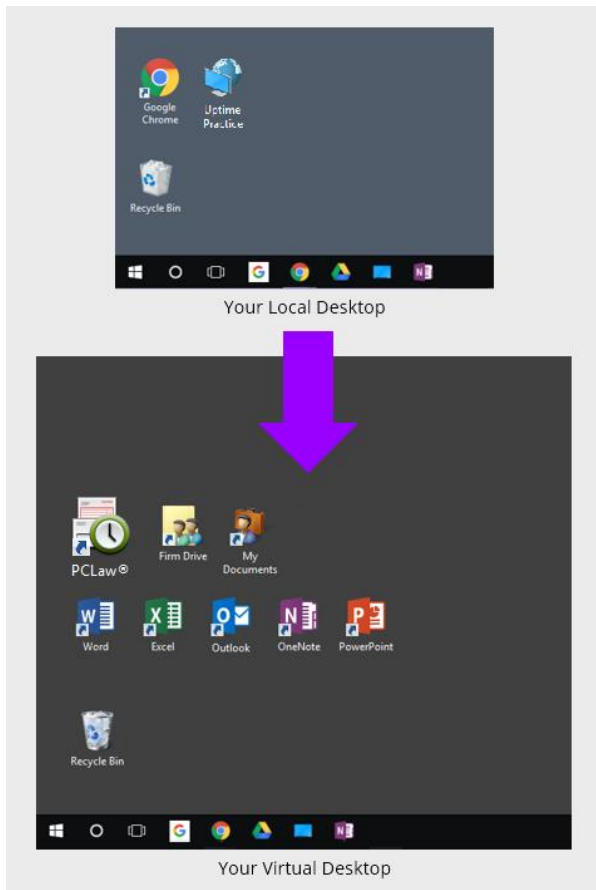 Google
Chrome
Uptime
Practice
Recycle Bin
G
N
Your Local Desktop
PCLaw®
Firm Drive
My
Documents
W
X
O
N
P
Word
Excel
Outlook
OneNote
PowerPoint
Recycle Bin
G
N
Your Virtual Desktop